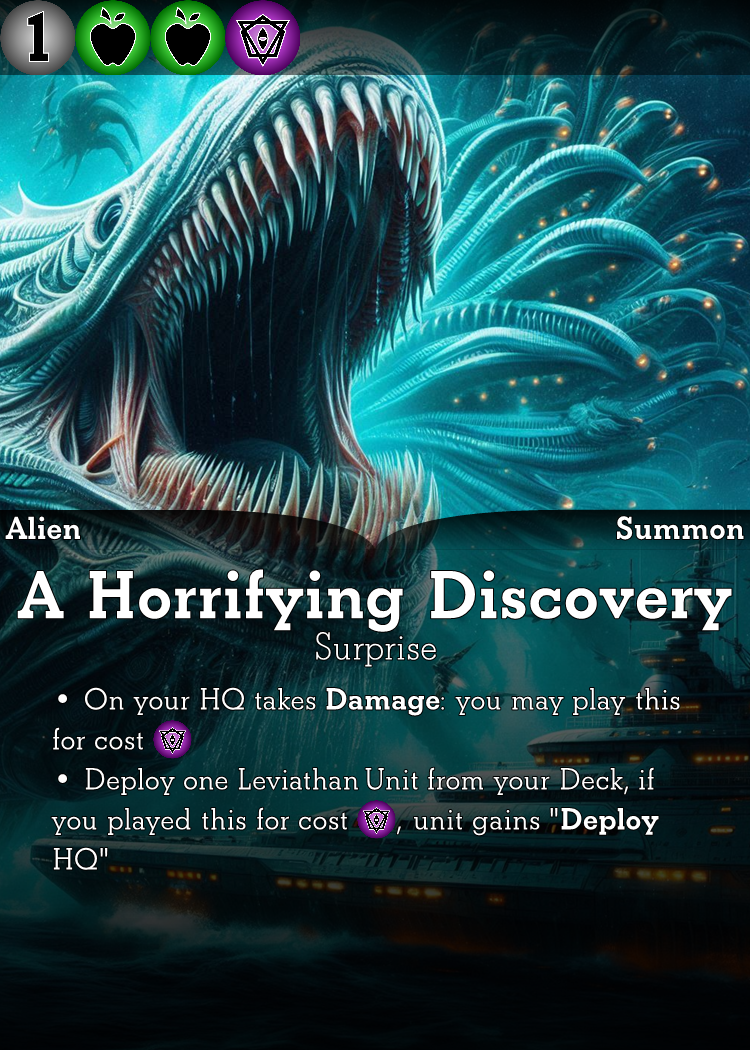 1
Alien Summon
A Horrifying Discovery
Surprise
• On your HQ takes Damage: you may play this
for cost
• Deploy one Leviathan Unit from your Deck, if
you played this for cost , unit gains "Deploy
HQ"